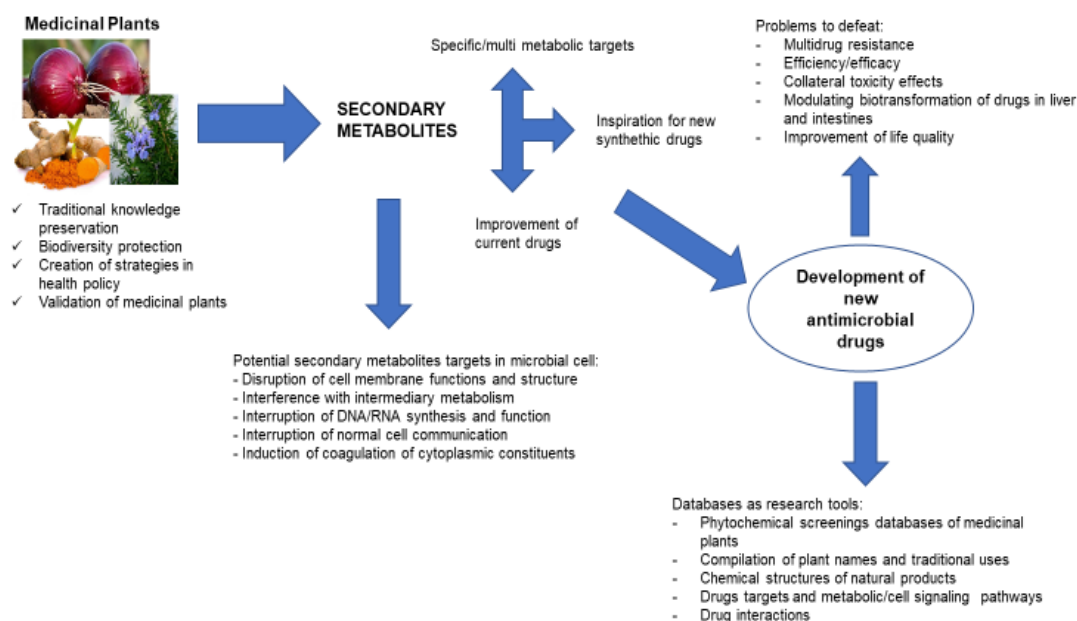 Medicinal Plants
✓ Traditional knowledge
preservation
✓ Biodiversity protection
✓ Creation of strategies in
health policy
✓ Validation of medicinal plants
SECONDARY
METABOLITES
Specific/multi metabolic targets
Inspiration for new
synthethic drugs
Improvement of
current drugs
Potential secondary metabolites targets in microbial cell:
- Disruption of cell membrane functions and structure
- Interference with intermediary metabolism
- Interruption of DNA/RNA synthesis and function
- Interruption of normal cell communication
- Induction of coagulation of cytoplasmic constituents
Problems to defeat:
- Multidrug resistance
- Efficiency/efficacy
- Collateral toxicity effects
- Modulating biotransformation of drugs in liver
and intestines
- Improvement of life quality
Development of
new
antimicrobial
drugs
Databases as research tools:
- Phytochemical screenings databases of medicinal
plants
- Compilation of plant names and traditional uses
- Chemical structures of natural products
- Drugs targets and metabolic/cell signaling pathways
- Drug interactions